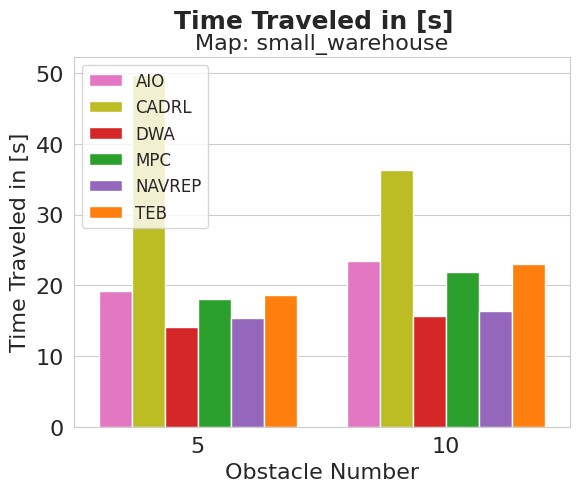 Time Traveled in [s]
Map: small_warehouse
Time Traveled in [s]
50
40
30
20
10
0
AIO
CADRL
DWA
MPC
NAVREP
TEB
5
10
Obstacle Number